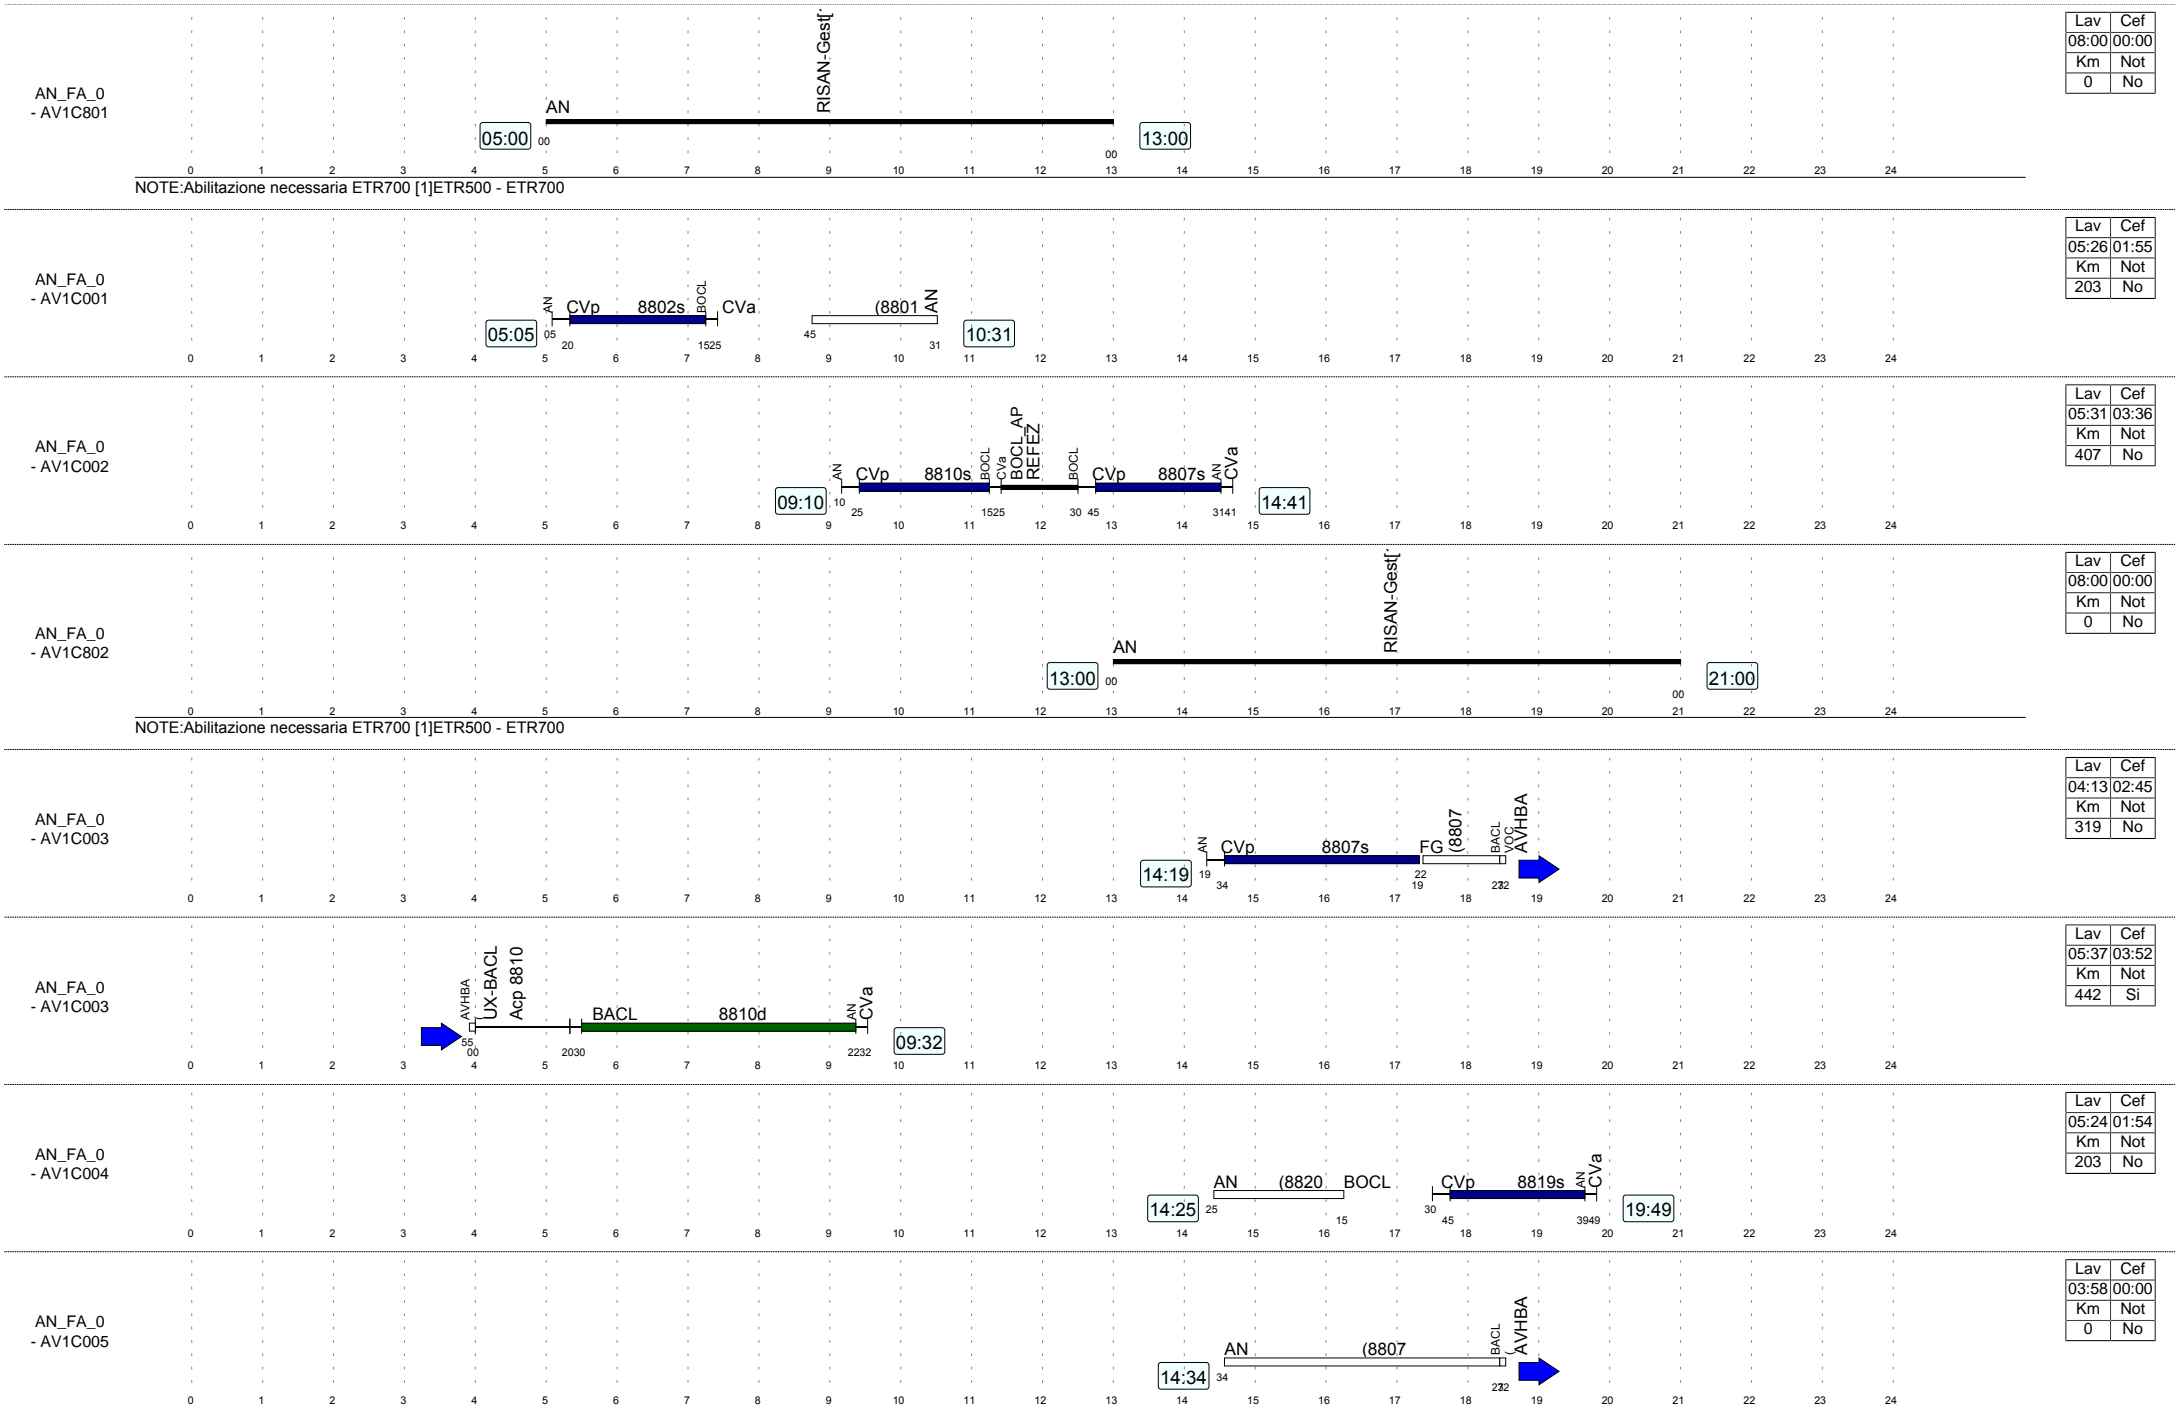 RISAN-Gest[
Lav Cef
08:00 00:00
Km Not
0 No
AN_FA_0
- AV1C801
AN
05:00 00
00 13:00
0 1 2 3 4 5 6 7 8 9 10 11 12 13 14 15 16 17 18 19 20 21 22 23 24
NOTE:Abilitazione necessaria ETR700 [1]ETR500 - ETR700
Lav Cef
05:26 01:55
Km Not
203 No
AN_FA_0
- AV1C001
AN CVp 8802s BOCL CVa (8801 AN
05:05 05 20 1525 45 31 10:31
0 1 2 3 4 5 6 7 8 9 10 11 12 13 14 15 16 17 18 19 20 21 22 23 24
Lav Cef
05:31 03:36
Km Not
407 No
AN_FA_0
- AV1C002
AN CVp 8810s BOCL CVa BOCL_AP REFEZ BOCL CVp 8807s AN CVa
09:10 10 25 1525 30 45 3141 14:41
0 1 2 3 4 5 6 7 8 9 10 11 12 13 14 15 16 17 18 19 20 21 22 23 24
RISAN-Gest[
Lav Cef
08:00 00:00
Km Not
0 No
AN_FA_0
- AV1C802
AN
13:00 00
00 21:00
0 1 2 3 4 5 6 7 8 9 10 11 12 13 14 15 16 17 18 19 20 21 22 23 24
NOTE:Abilitazione necessaria ETR700 [1]ETR500 - ETR700
Lav Cef
04:13 02:45
Km Not
319 No
AN_FA_0
- AV1C003
AN CVp 8807s FG (8807 BACL VOC AVHBA
14:19 19 34 22 19
0 1 2 3 4 5 6 7 8 9 10 11 12 13 14 15 16 17 18 19 20 21 22 23 24
Lav Cef
05:37 03:52
Km Not
442 Si
AN_FA_0
- AV1C003
AVHBA (UX-BACL Acp 8810 BACL 8810d AN CVa
55 00 2030 2232 09:32
0 1 2 3 4 5 6 7 8 9 10 11 12 13 14 15 16 17 18 19 20 21 22 23 24
Lav Cef
05:24 01:54
Km Not
203 No
AN_FA_0
- AV1C004
AN (8820 BOCL CVp 8819s AN CVa
14:25 25 15 30 45 3949 19:49
0 1 2 3 4 5 6 7 8 9 10 11 12 13 14 15 16 17 18 19 20 21 22 23 24
Lav Cef
03:58 00:00
Km Not
0 No
AN_FA_0
- AV1C005
AN (8807 BACL ( AVHBA
14:34 34
0 1 2 3 4 5 6 7 8 9 10 11 12 13 14 15 16 17 18 19 20 21 22 23 24